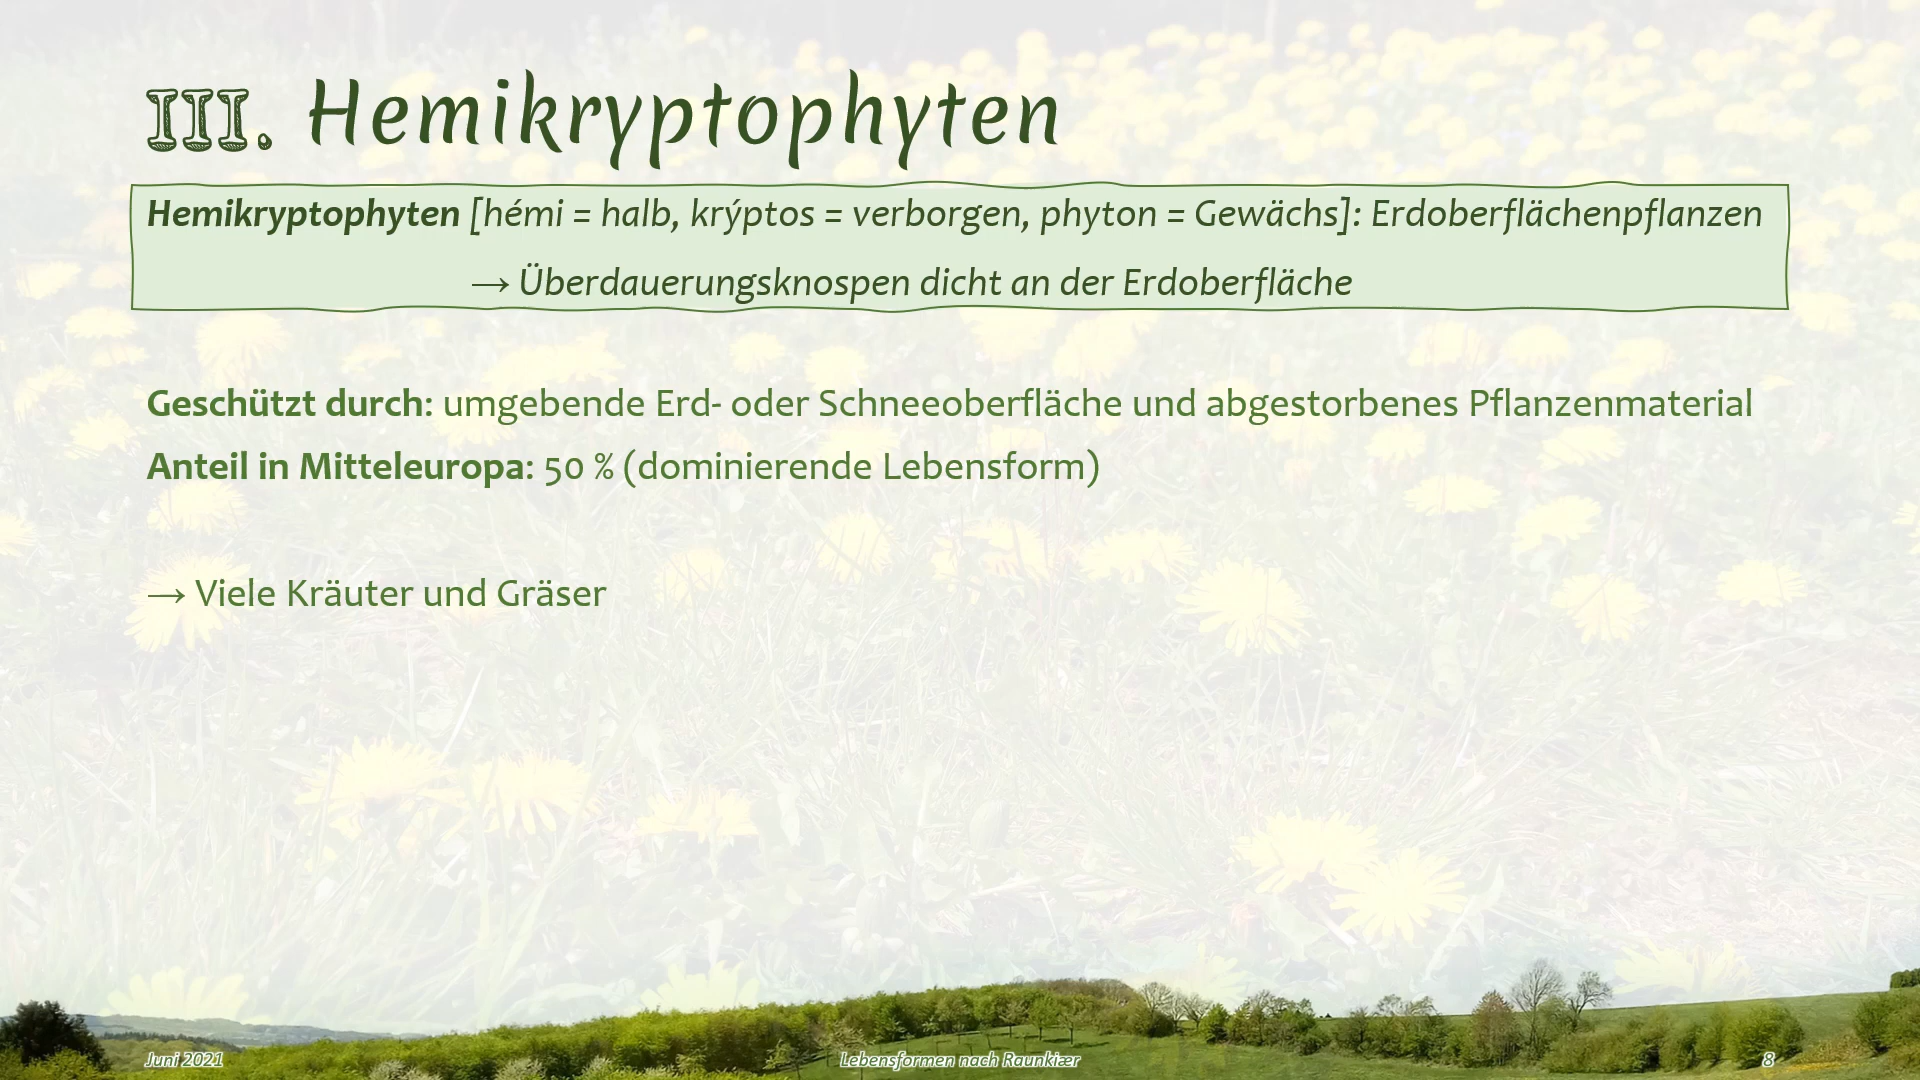 III. Hemikryptophyten
Hemikryptophyten [hémi = halb, krýptos = verborgen, phyton = Gewächs]: Erdoberflächenpflanzen
→ Überdauerungsknospen dicht an der Erdoberfläche
Geschützt durch: umgebende Erd- oder Schneeoberfläche und abgestorbenes Pflanzenmaterial
Anteil in Mitteleuropa: 50 % (dominierende Lebensform)
→ Viele Kräuter und Gräser
Juni 2021
Lebensformen nach Raunkiær
8